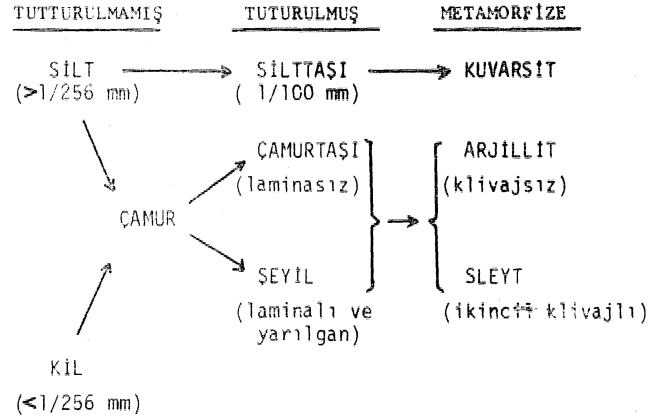 TUTTURULMAMIŞ TUTURULMUŞ METAMORFİZE
SİLT SİLTTAŞI KUVARSİT
(>1/256 mm) ( 1/100 mm)
ÇAMURTAŞI ARJİLLİT
(laminasız) (klivajsız)
ÇAMUR
ŞEYİL SLEYT
(laminalı ve (ikincil klivajlı)
yarılgan)
KİL
(<1/256 mm)